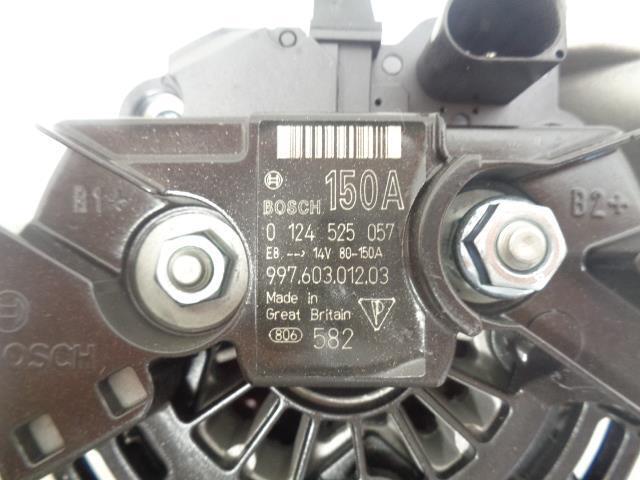 BOSCH 150A
B1+
B2+
0 124 525 057
E8 --> 14V 80-150A
997.603.012.03
Made in
Great Britain
806 582
BOSCH